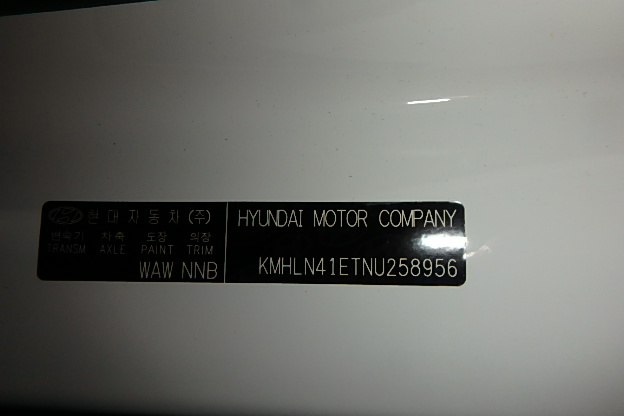 현대자동차(주)
변속기 차축 도장 의장
TRANSM AXLE PAINT TRIM
WAW NNB
HYUNDAI MOTOR COMPANY
KMHLN41ETNU258956